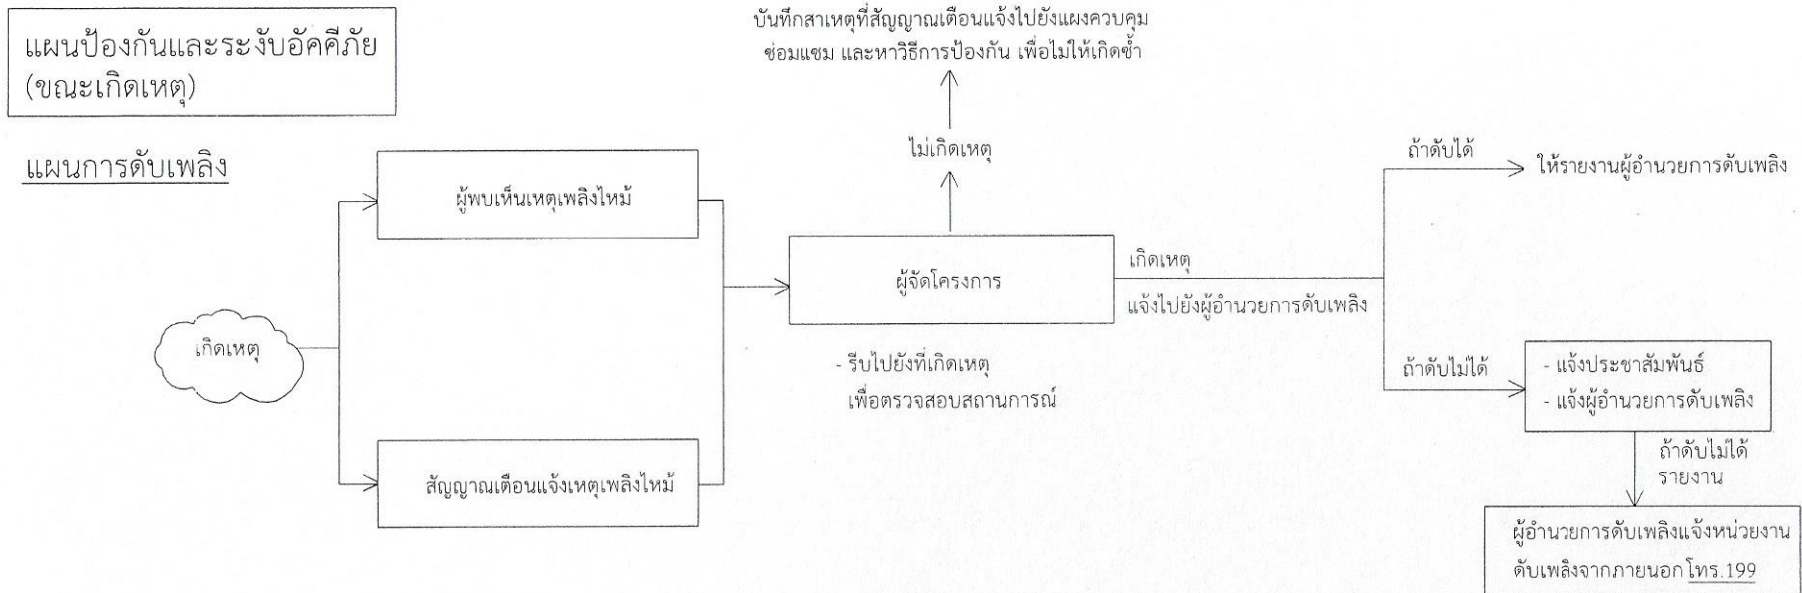 แผนป้องกันและระงับอัคคีภัย
(ขณะเกิดเหตุ)
แผนการดับเพลิง
บันทึกสาเหตุที่สัญญาณเตือนแจ้งไปยังแผงควบคุม
ซ่อมแซม และหาวิธีการป้องกัน เพื่อไม่ให้เกิดซ้ำ
ไม่เกิดเหตุ
เกิดเหตุ
ผู้พบเห็นเหตุเพลิงไหม้
สัญญาณเตือนแจ้งเหตุเพลิงไหม้
ผู้จัดโครงการ
- รีบไปยังที่เกิดเหตุ
เพื่อตรวจสอบสถานการณ์
เกิดเหตุ
แจ้งไปยังผู้อำนวยการดับเพลิง
ถ้าดับได้
ให้รายงานผู้อำนวยการดับเพลิง
ถ้าดับไม่ได้
- แจ้งประชาสัมพันธ์
- แจ้งผู้อำนวยการดับเพลิง
ถ้าดับไม่ได้
รายงาน
ผู้อำนวยการดับเพลิงแจ้งหน่วยงาน
ดับเพลิงจากภายนอก โทร.199